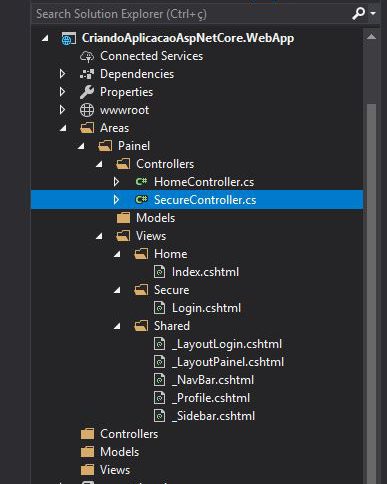 Search Solution Explorer (Ctrl+ç)
CriandoAplicacaoAspNetCore.WebApp
Connected Services
Dependencies
Properties
wwwroot
Areas
Painel
Controllers
C# HomeController.cs
C# SecureController.cs
Models
Views
Home
Index.cshtml
Secure
Login.cshtml
Shared
_LayoutLogin.cshtml
_LayoutPainel.cshtml
_NavBar.cshtml
_Profile.cshtml
_Sidebar.cshtml
Controllers
Models
Views